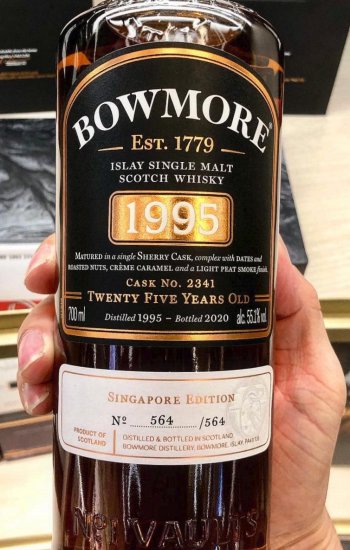 BOWMORE
EST. 1779
ISLAY SINGLE MALT
SCOTCH WHISKY
1995
MATURED in a single SHERRY CASK, complex with DATES and
ROASTED NUTS, CRÈME CARAMEL and a LIGHT PEAT SMOKE finish.
CASK NO. 2341
TWENTY FIVE YEARS OLD
700 ml Distilled 1995 – Bottled 2020 alc. 55.1% vol.
SINGAPORE EDITION
Nº 564 /564
PRODUCT OF
SCOTLAND
DISTILLED & BOTTLED IN SCOTLAND
BOWMORE DISTILLERY, BOWMORE, ISLAY,
Nº1 VAULTS